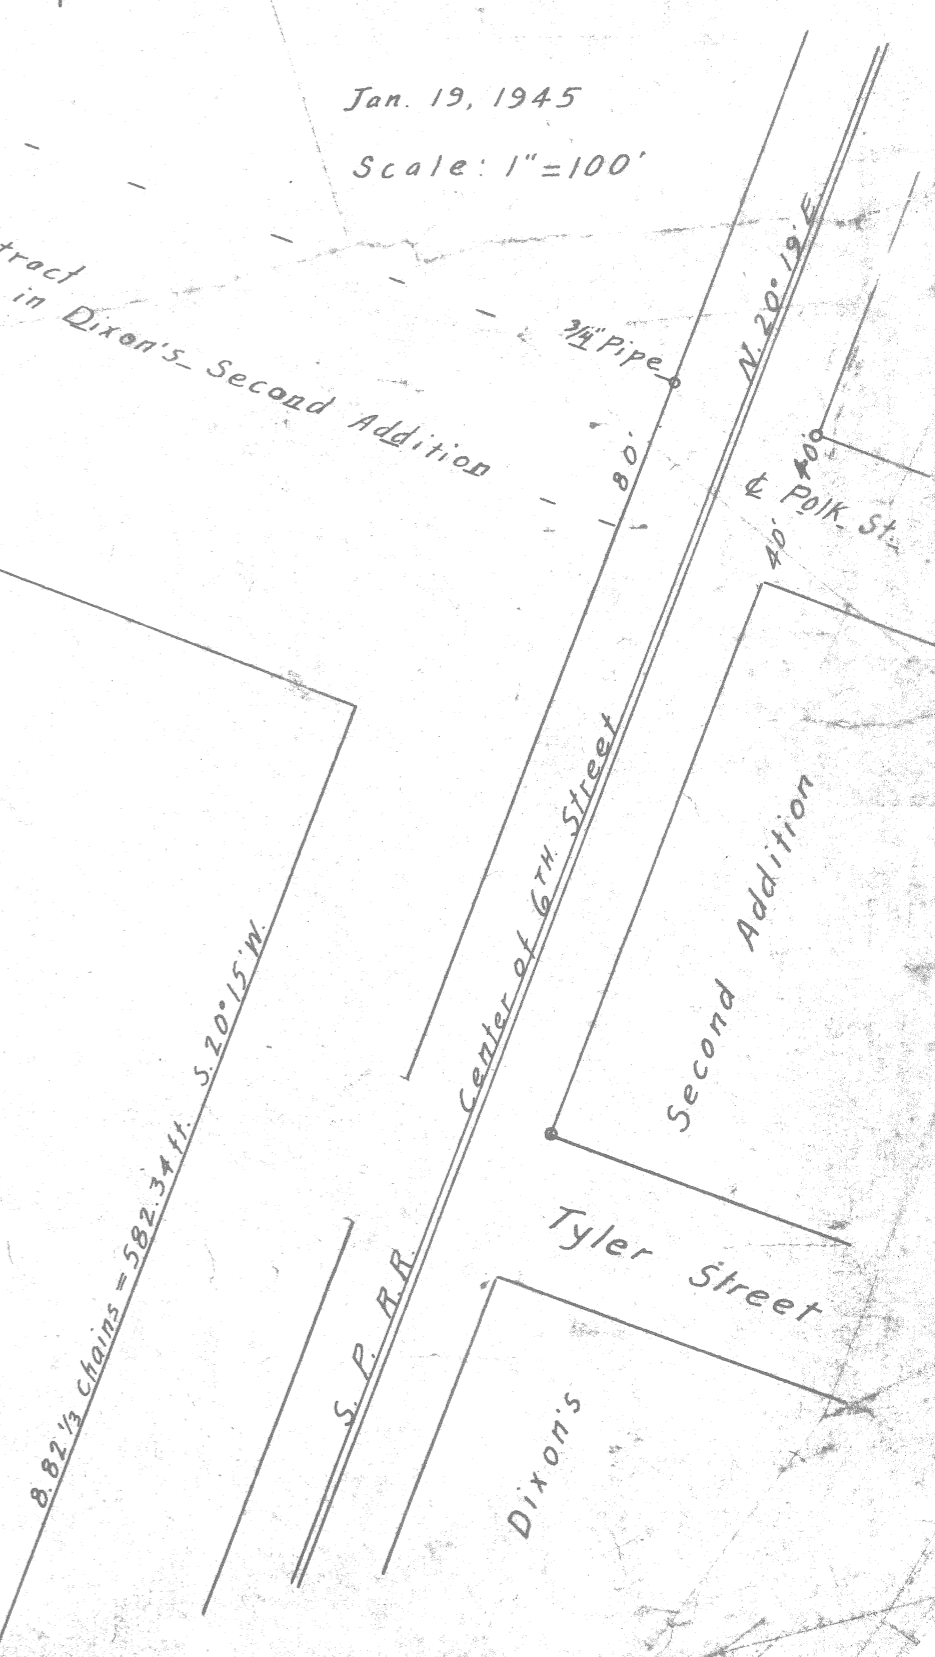 Jan. 19, 1945
Scale: 1"=100'
tract
in Dixon's Second Addition
3/4" Pipe
80'
N. 20° 19' E.
40'
℄ Polk St.
40'
Center of 6TH. Street
S. P. R.R.
Second Addition
8.82 1/3 chains = 582.34 ft. S. 20° 15' W.
Tyler Street
Dixon's